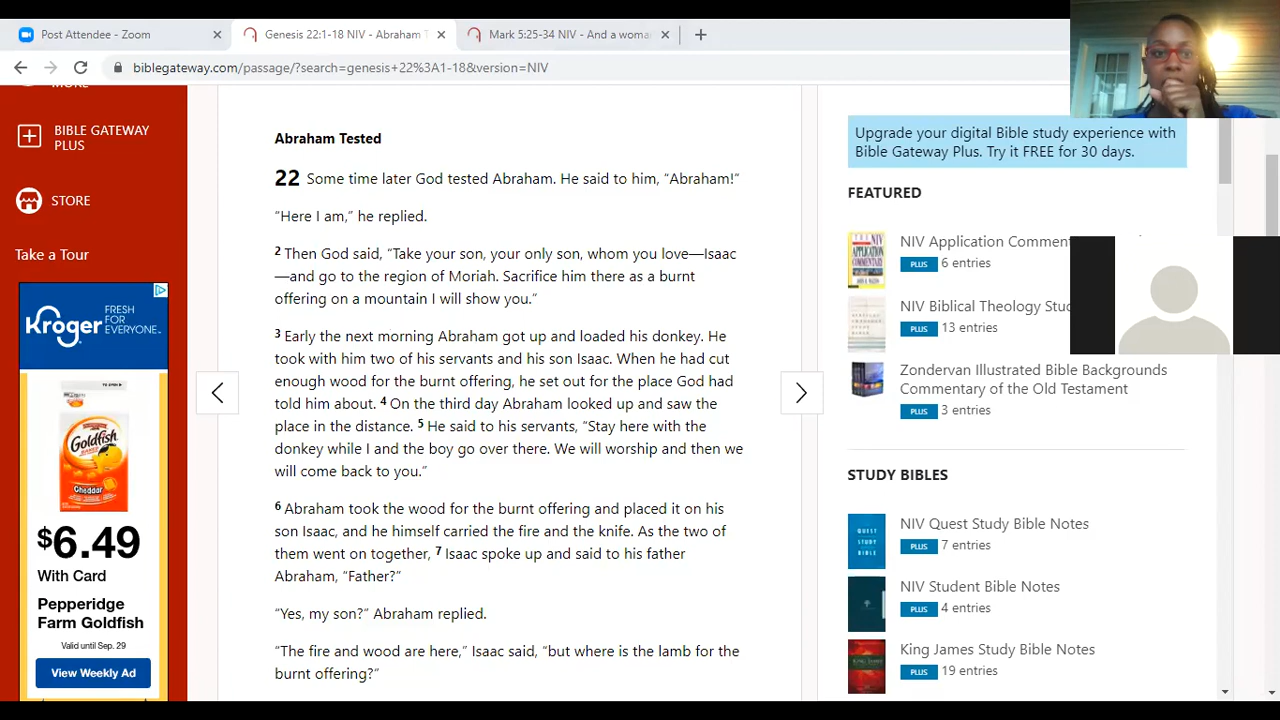 Post Attendee - Zoom
Genesis 22:1-18 NIV - Abraham T
Mark 5:25-34 NIV - And a woma
biblegateway.com/passage/?search=genesis+22%3A1-18&version=NIV
MORE
BIBLE GATEWAY
PLUS
STORE
Take a Tour
Kroger
FRESH
FOR EVERYONE
Goldfish
Cheddar
$6.49
With Card
Pepperidge
Farm Goldfish
Valid until Sep. 29
View Weekly Ad
Abraham Tested
22 Some time later God tested Abraham. He said to him, “Abraham!”
“Here I am,” he replied.
2 Then God said, “Take your son, your only son, whom you love—Isaac
—and go to the region of Moriah. Sacrifice him there as a burnt
offering on a mountain I will show you.”
3 Early the next morning Abraham got up and loaded his donkey. He
took with him two of his servants and his son Isaac. When he had cut
enough wood for the burnt offering, he set out for the place God had
told him about. 4 On the third day Abraham looked up and saw the
place in the distance. 5 He said to his servants, “Stay here with the
donkey while I and the boy go over there. We will worship and then we
will come back to you.”
6 Abraham took the wood for the burnt offering and placed it on his
son Isaac, and he himself carried the fire and the knife. As the two of
them went on together, 7 Isaac spoke up and said to his father
Abraham, “Father?”
“Yes, my son?” Abraham replied.
“The fire and wood are here,” Isaac said, “but where is the lamb for the
burnt offering?”
Upgrade your digital Bible study experience with
Bible Gateway Plus. Try it FREE for 30 days.
FEATURED
NIV Application Comment
PLUS 6 entries
NIV Biblical Theology Stu
PLUS 13 entries
Zondervan Illustrated Bible Backgrounds
Commentary of the Old Testament
PLUS 3 entries
STUDY BIBLES
NIV Quest Study Bible Notes
PLUS 7 entries
NIV Student Bible Notes
PLUS 4 entries
King James Study Bible Notes
PLUS 19 entries